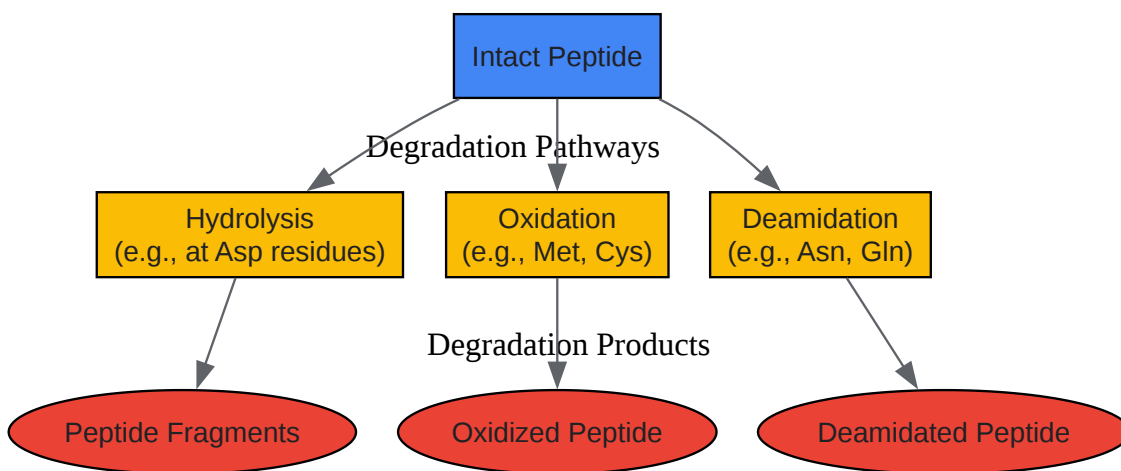 Intact Peptide
Degradation Pathways
Hydrolysis
(e.g., at Asp residues)
Oxidation
(e.g., Met, Cys)
Deamidation
(e.g., Asn, Gln)
Degradation Products
Peptide Fragments
Oxidized Peptide
Deamidated Peptide